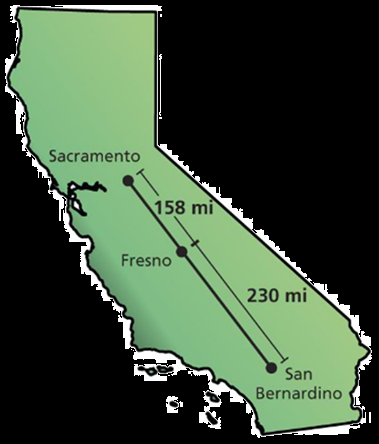 Sacramento
158 mi
Fresno
230 mi
San
Bernardino